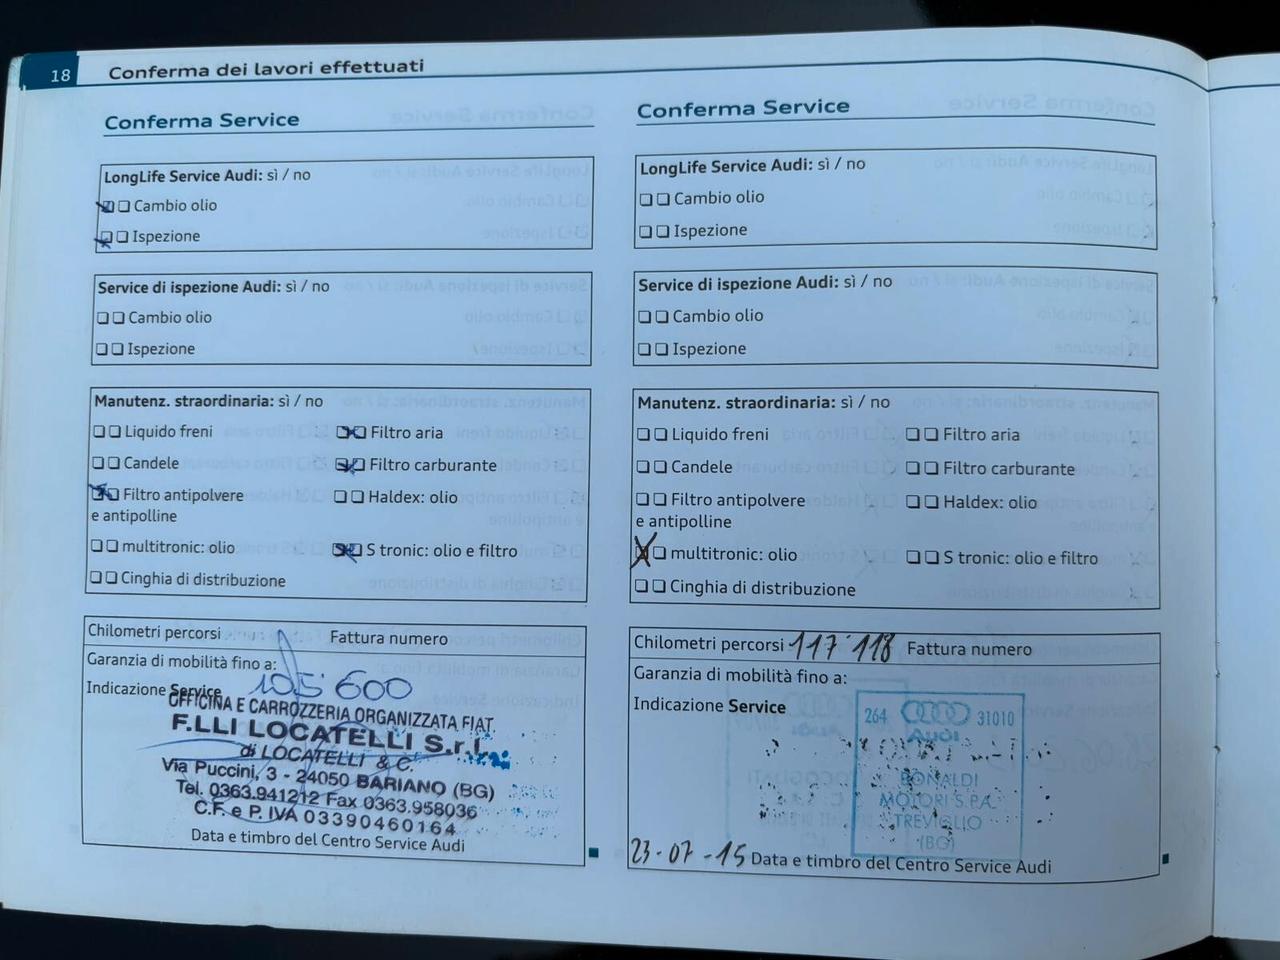 18 Conferma dei lavori effettuati
Conferma Service
LongLife Service Audi: sì / no
Cambio olio
Ispezione
Service di ispezione Audi: sì / no
Cambio olio
Ispezione
Manutenz. straordinaria: sì / no
Liquido freni Filtro aria
Candele Filtro carburante
Filtro antipolvere Haldex: olio
e antipolline
multitronic: olio S tronic: olio e filtro
Cinghia di distribuzione
Chilometri percorsi Fattura numero
Garanzia di mobilità fino a:
105 600
Indicazione Service
OFFICINA E CARROZZERIA ORGANIZZATA FIAT
F.LLI LOCATELLI S.r.l.
di LOCATELLI & C.
Via Puccini, 3 - 24050 BARIANO (BG)
Tel. 0363.941212 Fax 0363.958036
C.F. e P. IVA 03390460164
Data e timbro del Centro Service Audi
Conferma Service
LongLife Service Audi: sì / no
Cambio olio
Ispezione
Service di ispezione Audi: sì / no
Cambio olio
Ispezione
Manutenz. straordinaria: sì / no
Liquido freni Filtro aria
Candele Filtro carburante
Filtro antipolvere Haldex: olio
e antipolline
multitronic: olio S tronic: olio e filtro
Cinghia di distribuzione
Chilometri percorsi 117'118 Fattura numero
Garanzia di mobilità fino a:
Indicazione Service
264 31010
Audi
BONALDI
MOTORI S.P.A.
TREVIGLIO
(BG)
23-07-15 Data e timbro del Centro Service Audi